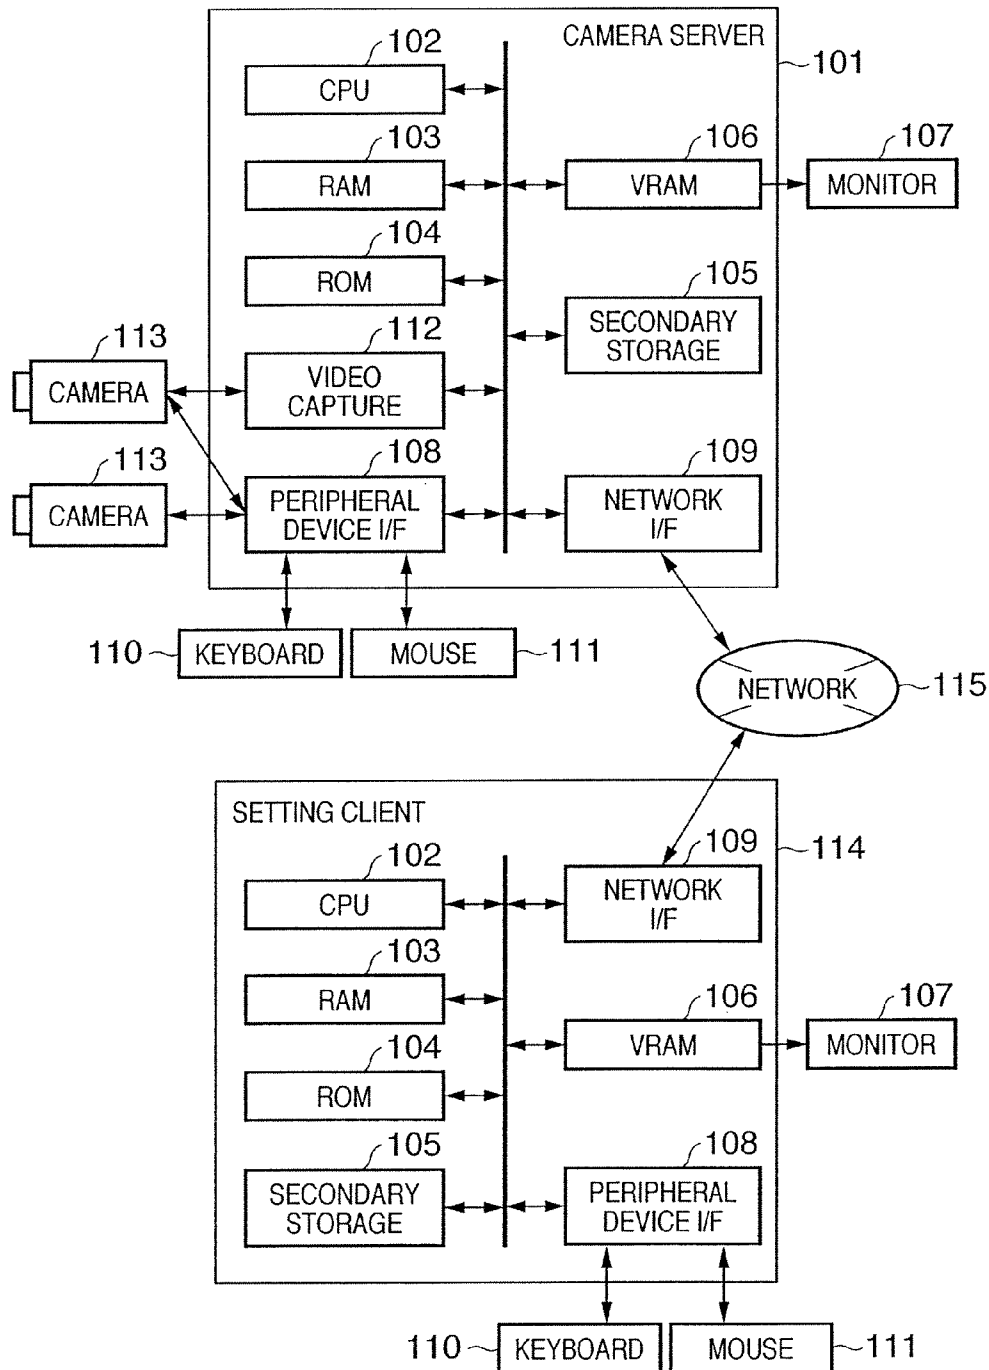 CAMERA SERVER
101
102
CPU
103
RAM
106
VRAM
107
MONITOR
104
ROM
105
SECONDARY
STORAGE
113
CAMERA
112
VIDEO
CAPTURE
113
CAMERA
108
PERIPHERAL
DEVICE I/F
109
NETWORK
I/F
110
KEYBOARD
MOUSE
111
NETWORK
115
SETTING CLIENT
114
102
CPU
109
NETWORK
I/F
103
RAM
106
VRAM
107
MONITOR
104
ROM
105
SECONDARY
STORAGE
108
PERIPHERAL
DEVICE I/F
110
KEYBOARD
MOUSE
111